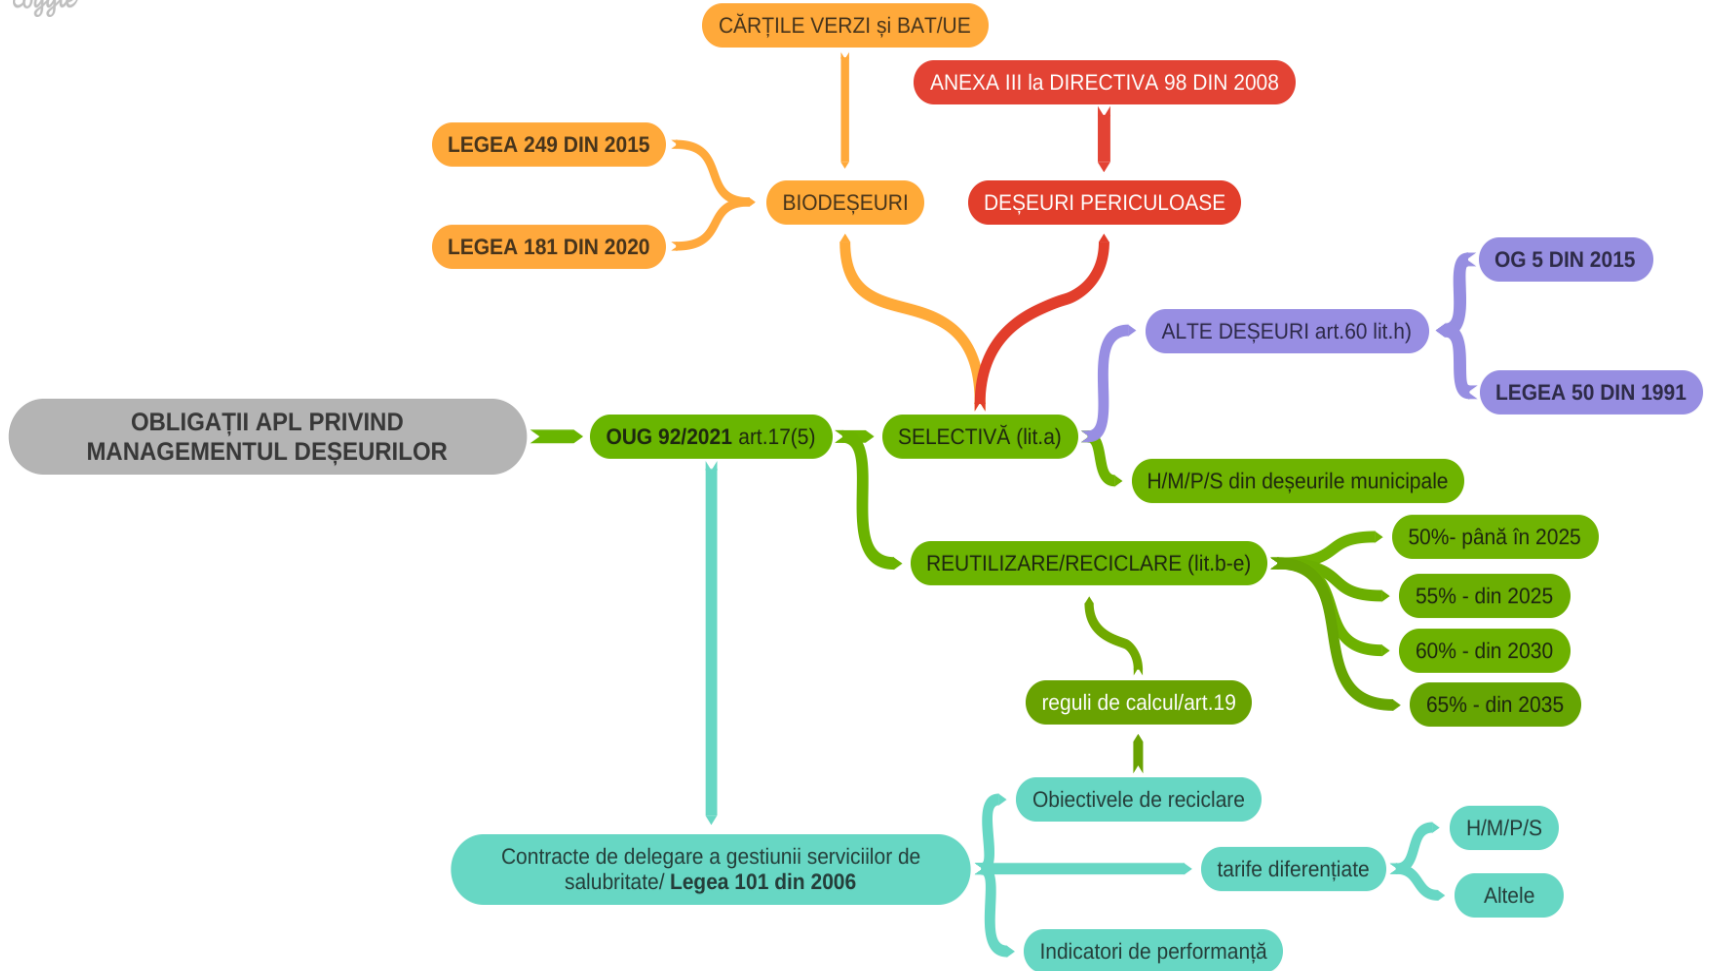 coggle
CĂRȚILE VERZI și BAT/UE
ANEXA III la DIRECTIVA 98 DIN 2008
LEGEA 249 DIN 2015
BIODEȘEURI
DEȘEURI PERICULOASE
LEGEA 181 DIN 2020
OG 5 DIN 2015
ALTE DEȘEURI art.60 lit.h)
LEGEA 50 DIN 1991
OBLIGAȚII APL PRIVIND
MANAGEMENTUL DEȘEURILOR
OUG 92/2021 art.17(5)
SELECTIVĂ (lit.a)
H/M/P/S din deșeurile municipale
REUTILIZARE/RECICLARE (lit.b-e)
50%- până în 2025
55% - din 2025
60% - din 2030
65% - din 2035
reguli de calcul/art.19
Obiectivele de reciclare
Contracte de delegare a gestiunii serviciilor de
salubritate/ Legea 101 din 2006
tarife diferențiate
H/M/P/S
Altele
Indicatori de performanță